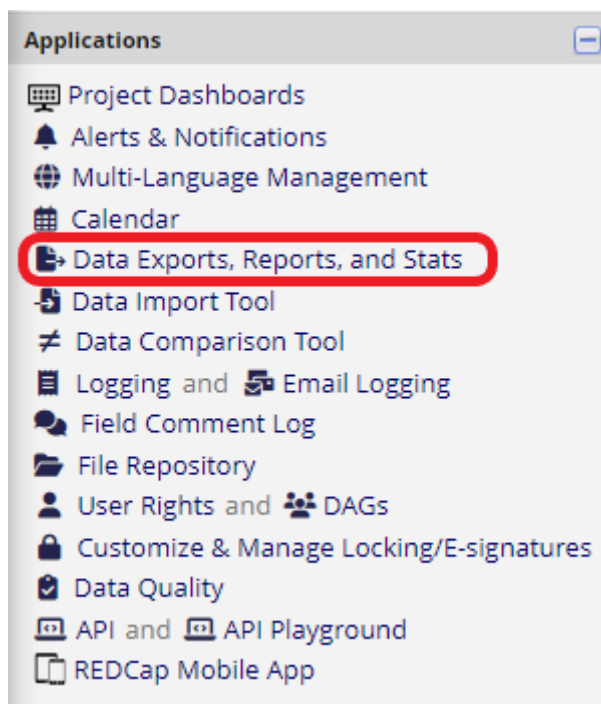 Applications
Project Dashboards
Alerts & Notifications
Multi-Language Management
Calendar
Data Exports, Reports, and Stats
Data Import Tool
Data Comparison Tool
Logging and Email Logging
Field Comment Log
File Repository
User Rights and DAGs
Customize & Manage Locking/E-signatures
Data Quality
API and API Playground
REDCap Mobile App